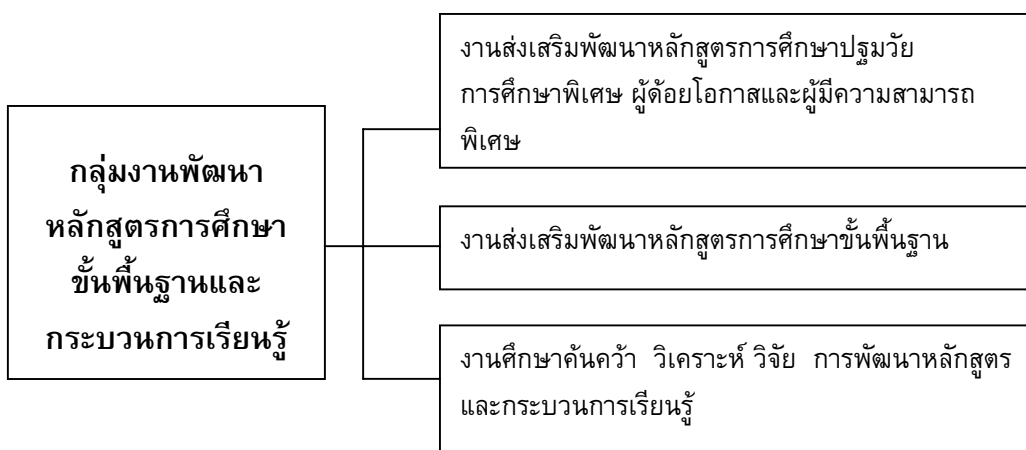 กลุ่มงานพัฒนา
หลักสูตรการศึกษา
ขั้นพื้นฐานและ
กระบวนการเรียนรู้
งานส่งเสริมพัฒนาหลักสูตรการศึกษาปฐมวัย
การศึกษาพิเศษ ผู้ด้อยโอกาสและผู้มีความสามารถ
พิเศษ
งานส่งเสริมพัฒนาหลักสูตรการศึกษาขั้นพื้นฐาน
งานศึกษาค้นคว้า วิเคราะห์ วิจัย การพัฒนาหลักสูตร
และกระบวนการเรียนรู้